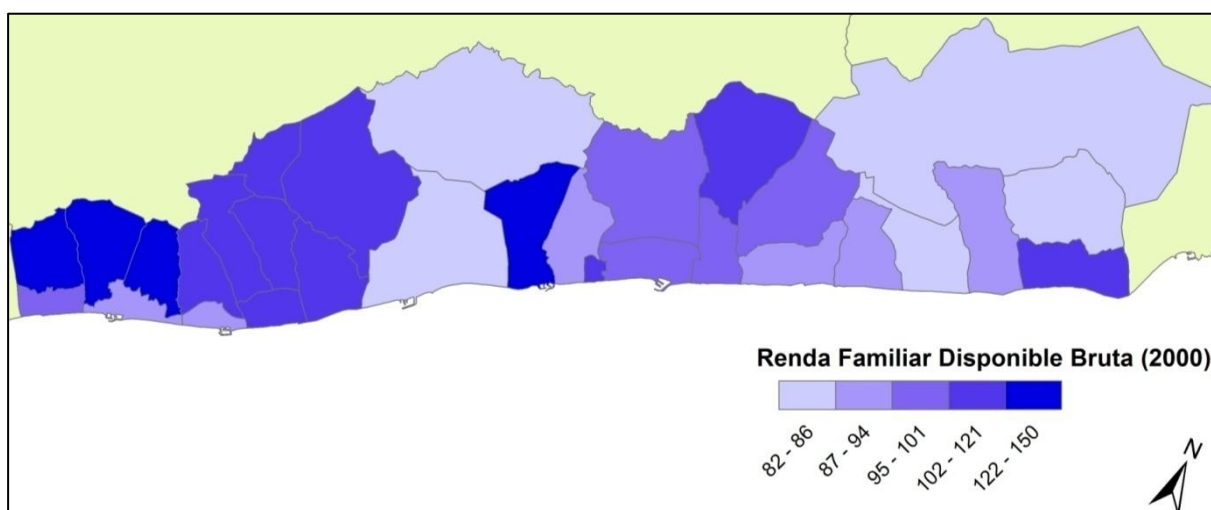 Renda Familiar Disponible Bruta (2000)
82 - 86
87 - 94
95 - 101
102 - 121
122 - 150
N